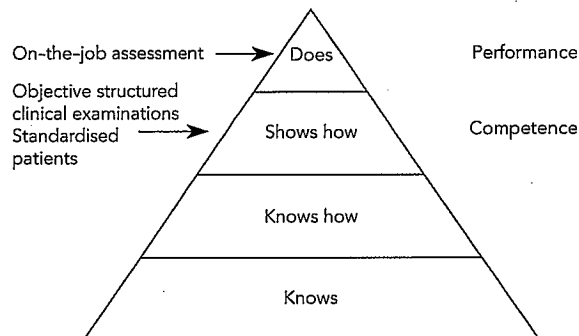 On-the-job assessment
Does
Performance
Objective structured
clinical examinations
Standardised
patients
Shows how
Competence
Knows how
Knows